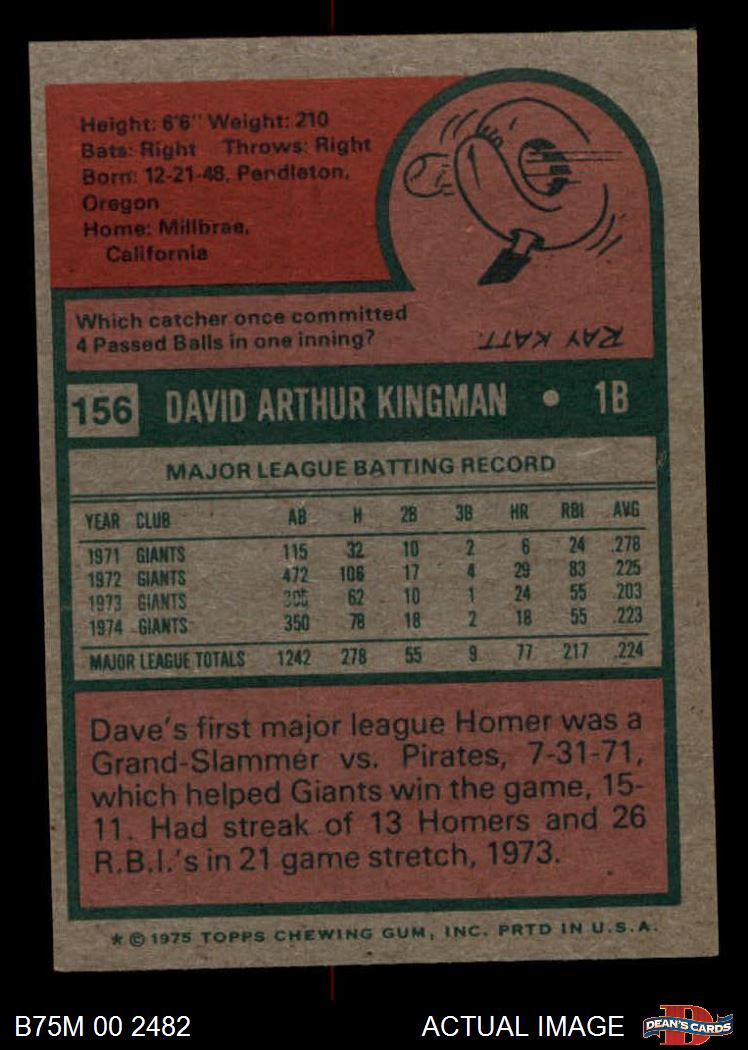 Height: 6'6" Weight: 210
Bats: Right Throws: Right
Born: 12-21-48, Pendleton,
Oregon
Home: Millbrae,
California
Which catcher once committed
4 Passed Balls in one inning?
RAY KATT.
156 DAVID ARTHUR KINGMAN • 1B
MAJOR LEAGUE BATTING RECORD
YEAR CLUB AB H 2B 3B HR RBI AVG
1971 GIANTS 115 32 10 2 6 24 .278
1972 GIANTS 472 106 17 4 29 83 .225
1973 GIANTS 305 62 10 1 24 55 .203
1974 GIANTS 350 78 18 2 18 55 .223
MAJOR LEAGUE TOTALS 1242 278 55 9 77 217 .224
Dave's first major league Homer was a
Grand-Slammer vs. Pirates, 7-31-71,
which helped Giants win the game, 15-
11. Had streak of 13 Homers and 26
R.B.I.'s in 21 game stretch, 1973.
* © 1975 TOPPS CHEWING GUM, INC. PRTD IN U.S.A.
B75M 00 2482 ACTUAL IMAGE DEAN'S CARDS